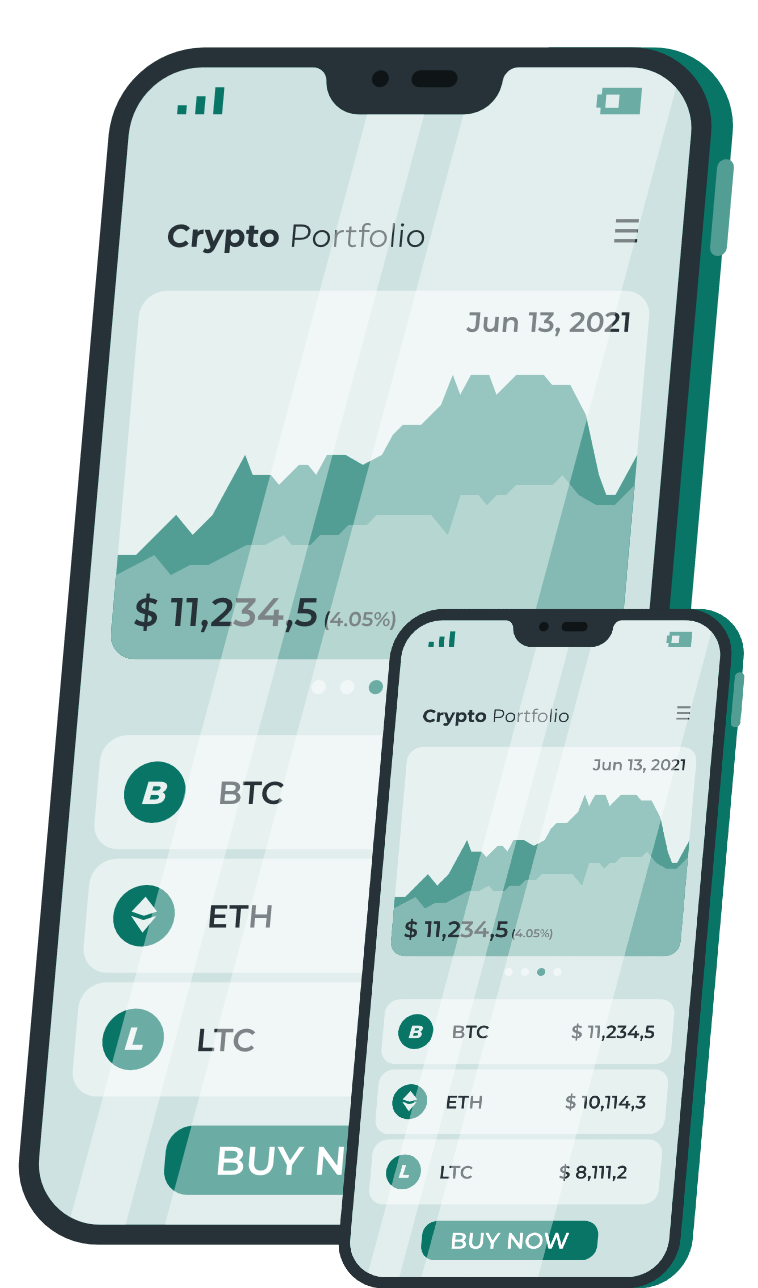 Crypto Portfolio
Jun 13, 2021
$ 11,234,5 (4.05%)
B BTC
ETH
L LTC
BUY N
Crypto Portfolio
Jun 13, 2021
$ 11,234,5 (4.05%)
B BTC $ 11,234,5
ETH $ 10,114,3
L LTC $ 8,111,2
BUY NOW